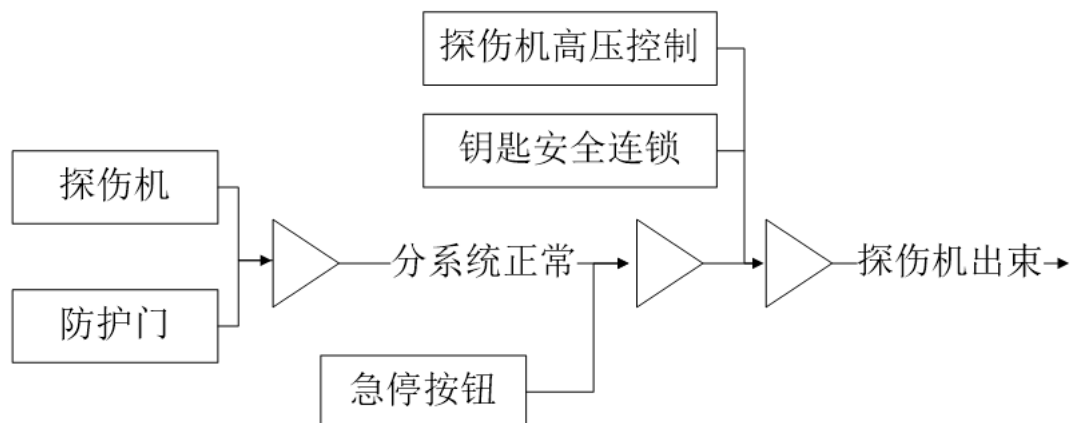 探伤机高压控制
钥匙安全连锁
探伤机
分系统正常
探伤机出束
防护门
急停按钮